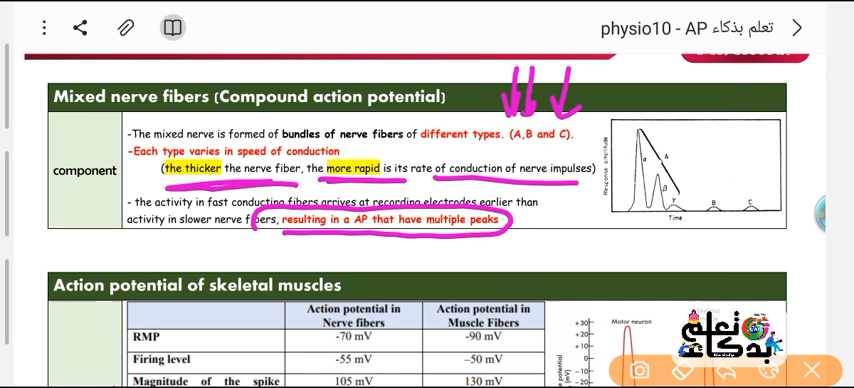 physio10 - AP تعلم بذكاء
Mixed nerve fibers (Compound action potential)
component
-The mixed nerve is formed of bundles of nerve fibers of different types. (A,B and C).
-Each type varies in speed of conduction
(the thicker the nerve fiber, the more rapid is its rate of conduction of nerve impulses)
- the activity in fast conducting fibers arrives at recording electrodes earlier than
activity in slower nerve fibers, resulting in a AP that have multiple peaks
Response amplitude
α
A
β
γ
B
C
Time
Action potential of skeletal muscles
Action potential in Nerve fibers
Action potential in Muscle Fibers
RMP
-70 mV
-90 mV
Firing level
-55 mV
–50 mV
Magnitude of the spike
105 mV
130 mV
+30
+20
+10
0
-10
-20
Motor neuron
(mV)
تعلم
بذكاء